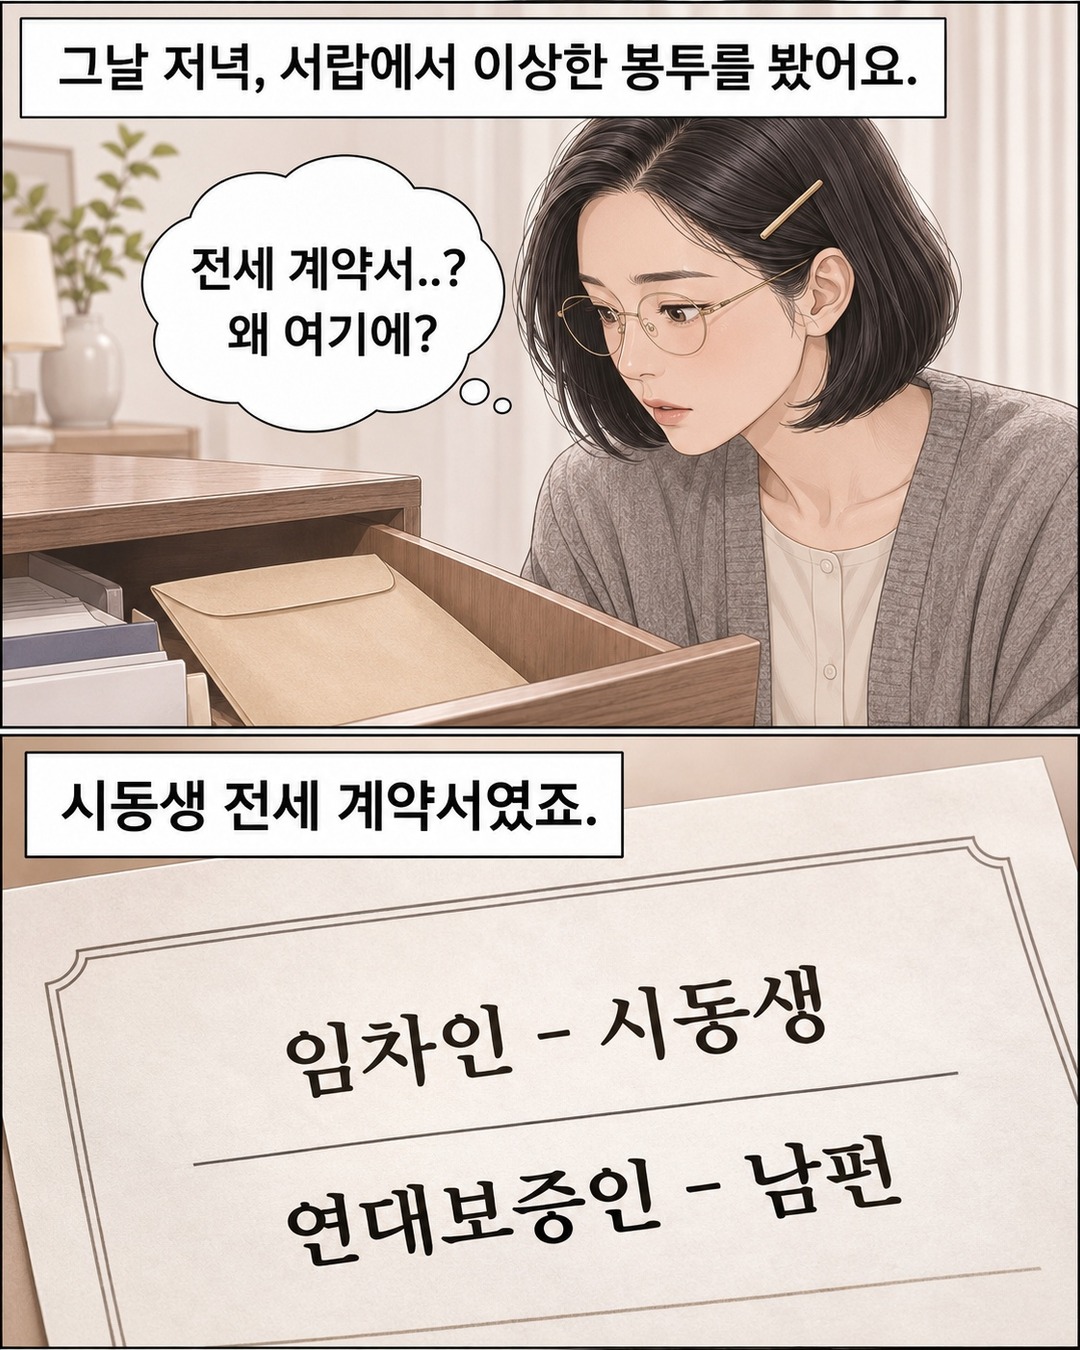 그날 저녁, 서랍에서 이상한 봉투를 봤어요.
전세 계약서..?
왜 여기에?
시동생 전세 계약서였죠.
임차인 - 시동생
연대보증인 - 남편